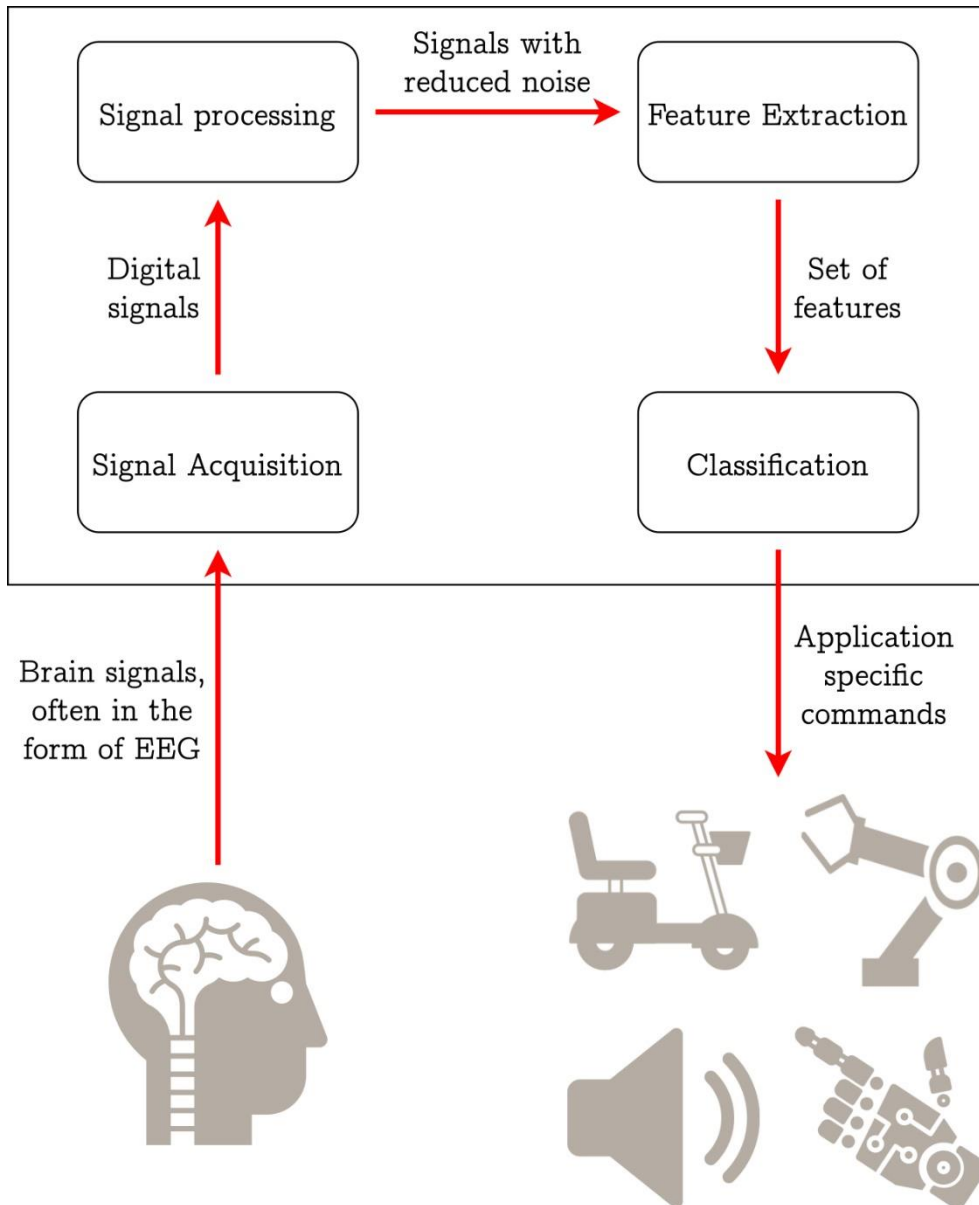 Signals with
reduced noise
Signal processing
Feature Extraction
Digital
signals
Set of
features
Signal Acquisition
Classification
Brain signals,
often in the
form of EEG
Application
specific
commands